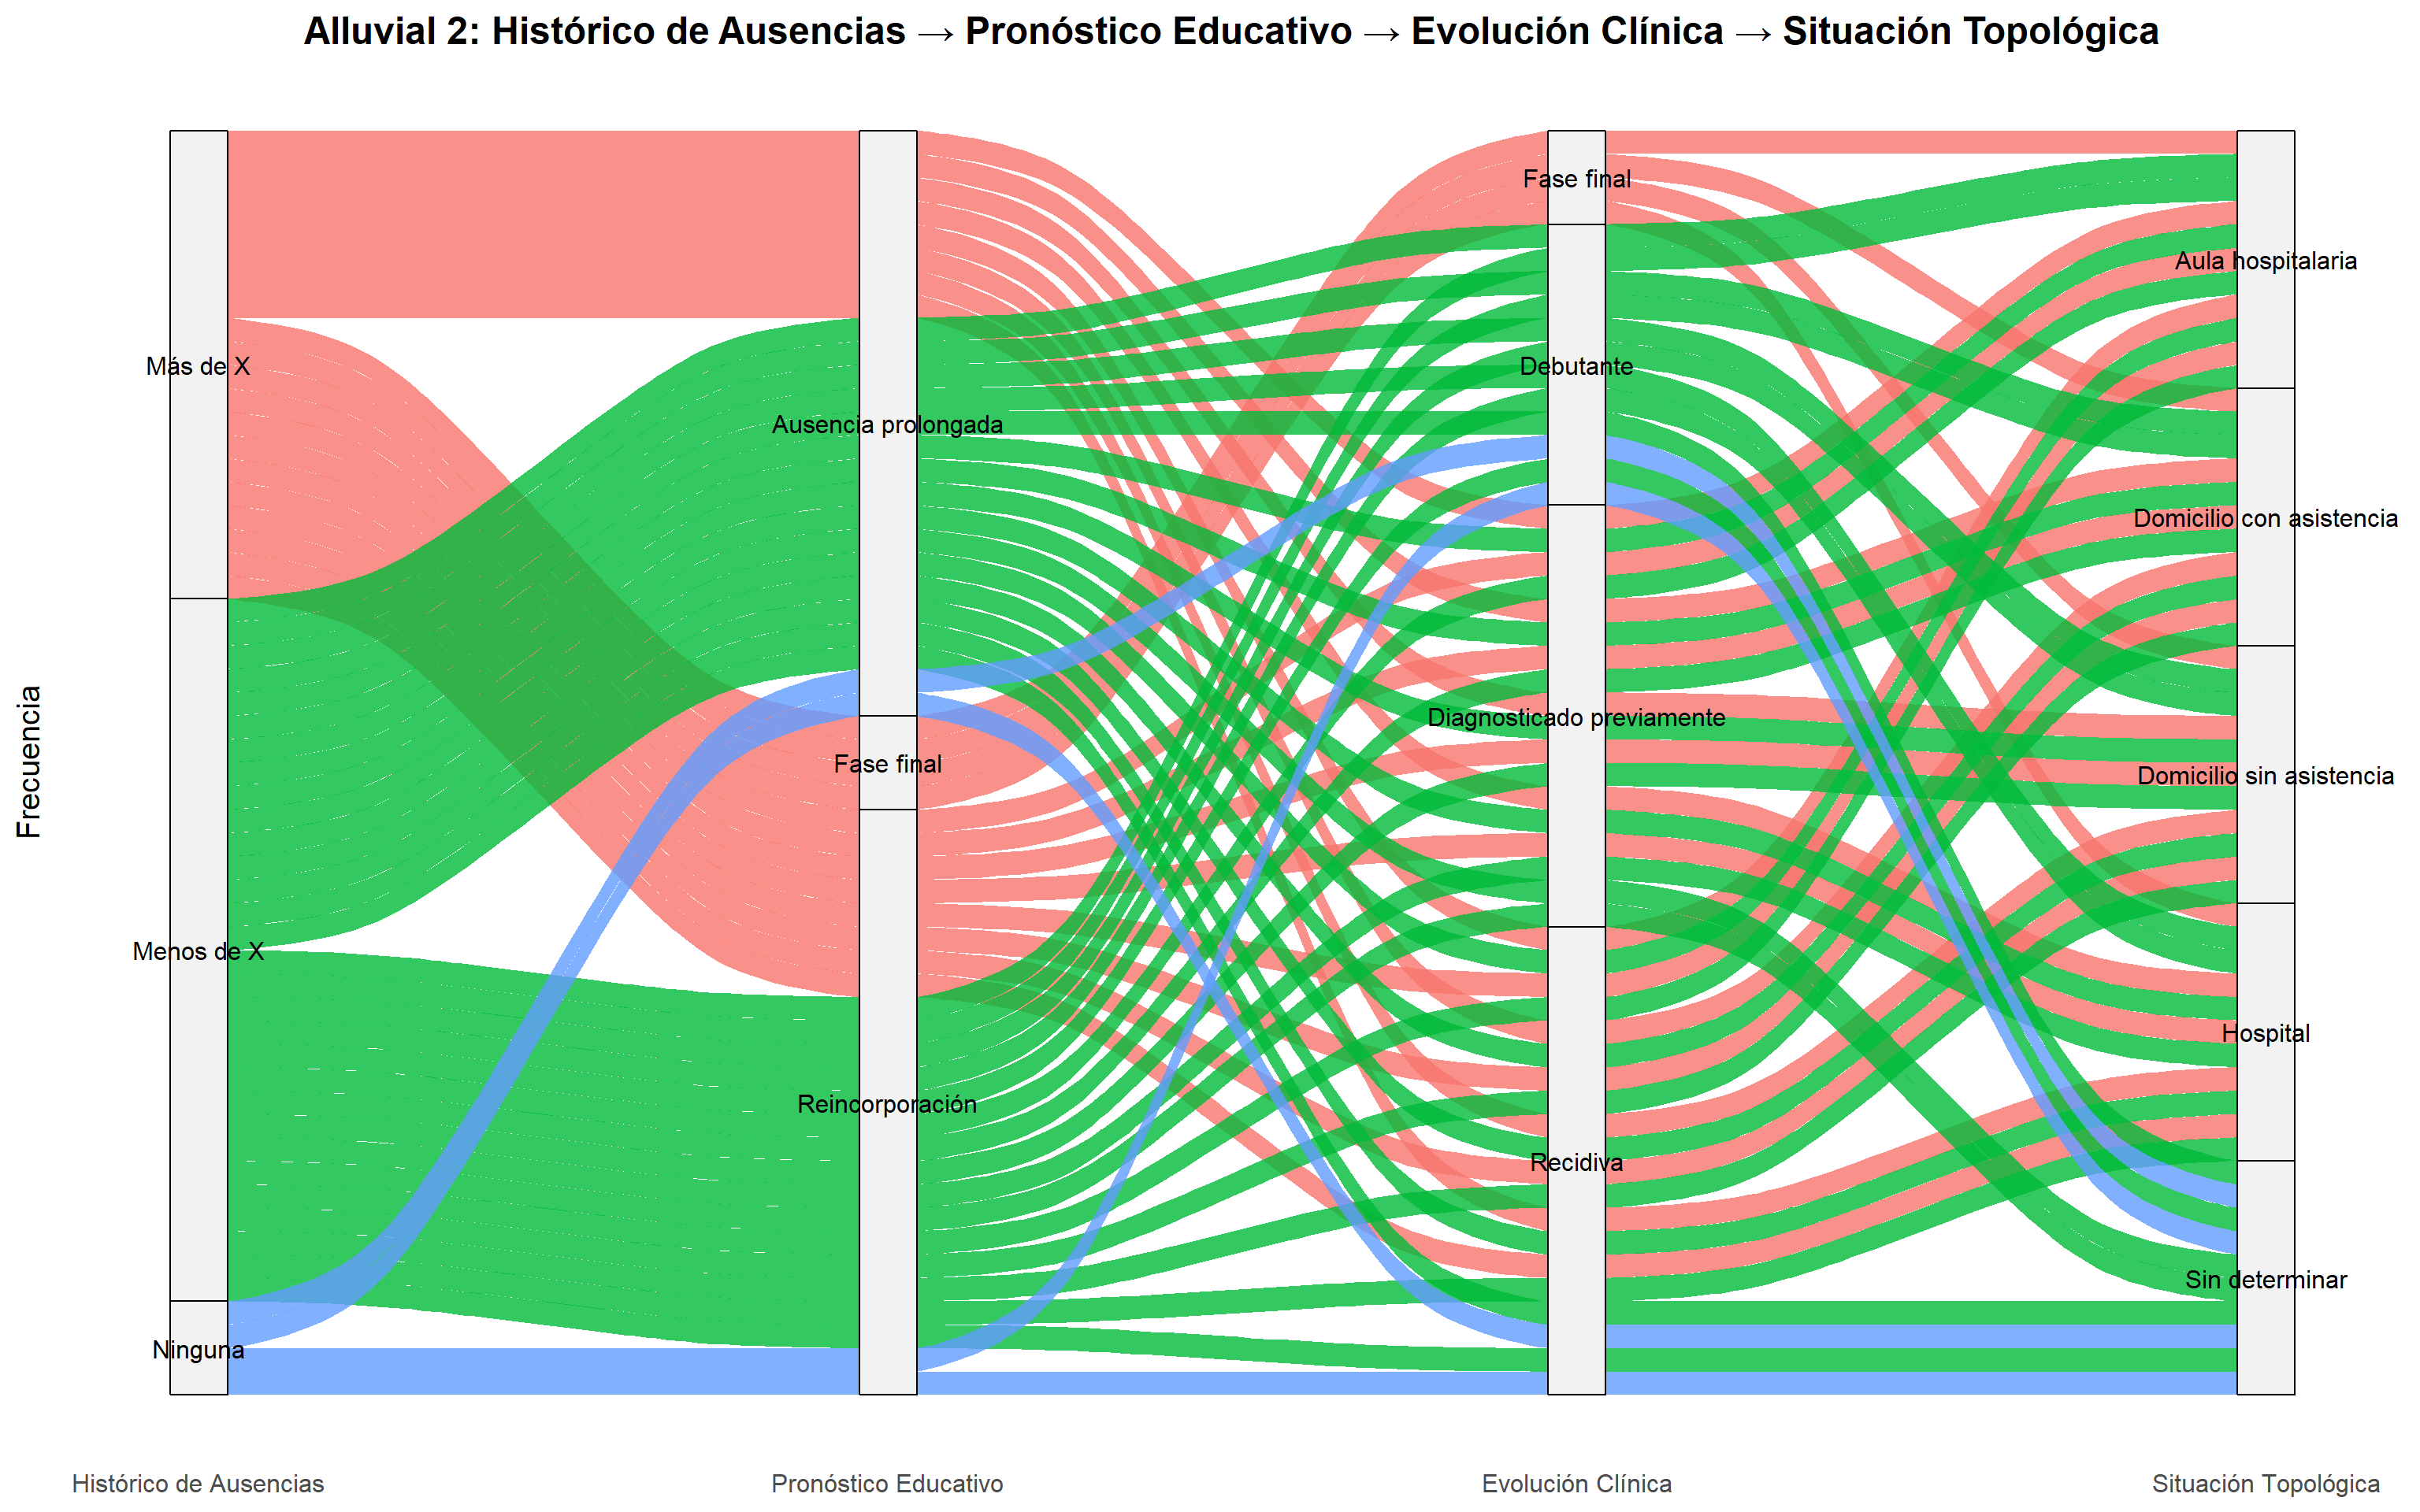 Alluvial 2: Histórico de Ausencias → Pronóstico Educativo → Evolución Clínica → Situación Topológica
Frecuencia
Más de X
Menos de X
Ninguna
Ausencia prolongada
Fase final
Reincorporación
Fase final
Debutante
Diagnosticado previamente
Recidiva
Aula hospitalaria
Domicilio con asistencia
Domicilio sin asistencia
Hospital
Sin determinar
Histórico de Ausencias
Pronóstico Educativo
Evolución Clínica
Situación Topológica